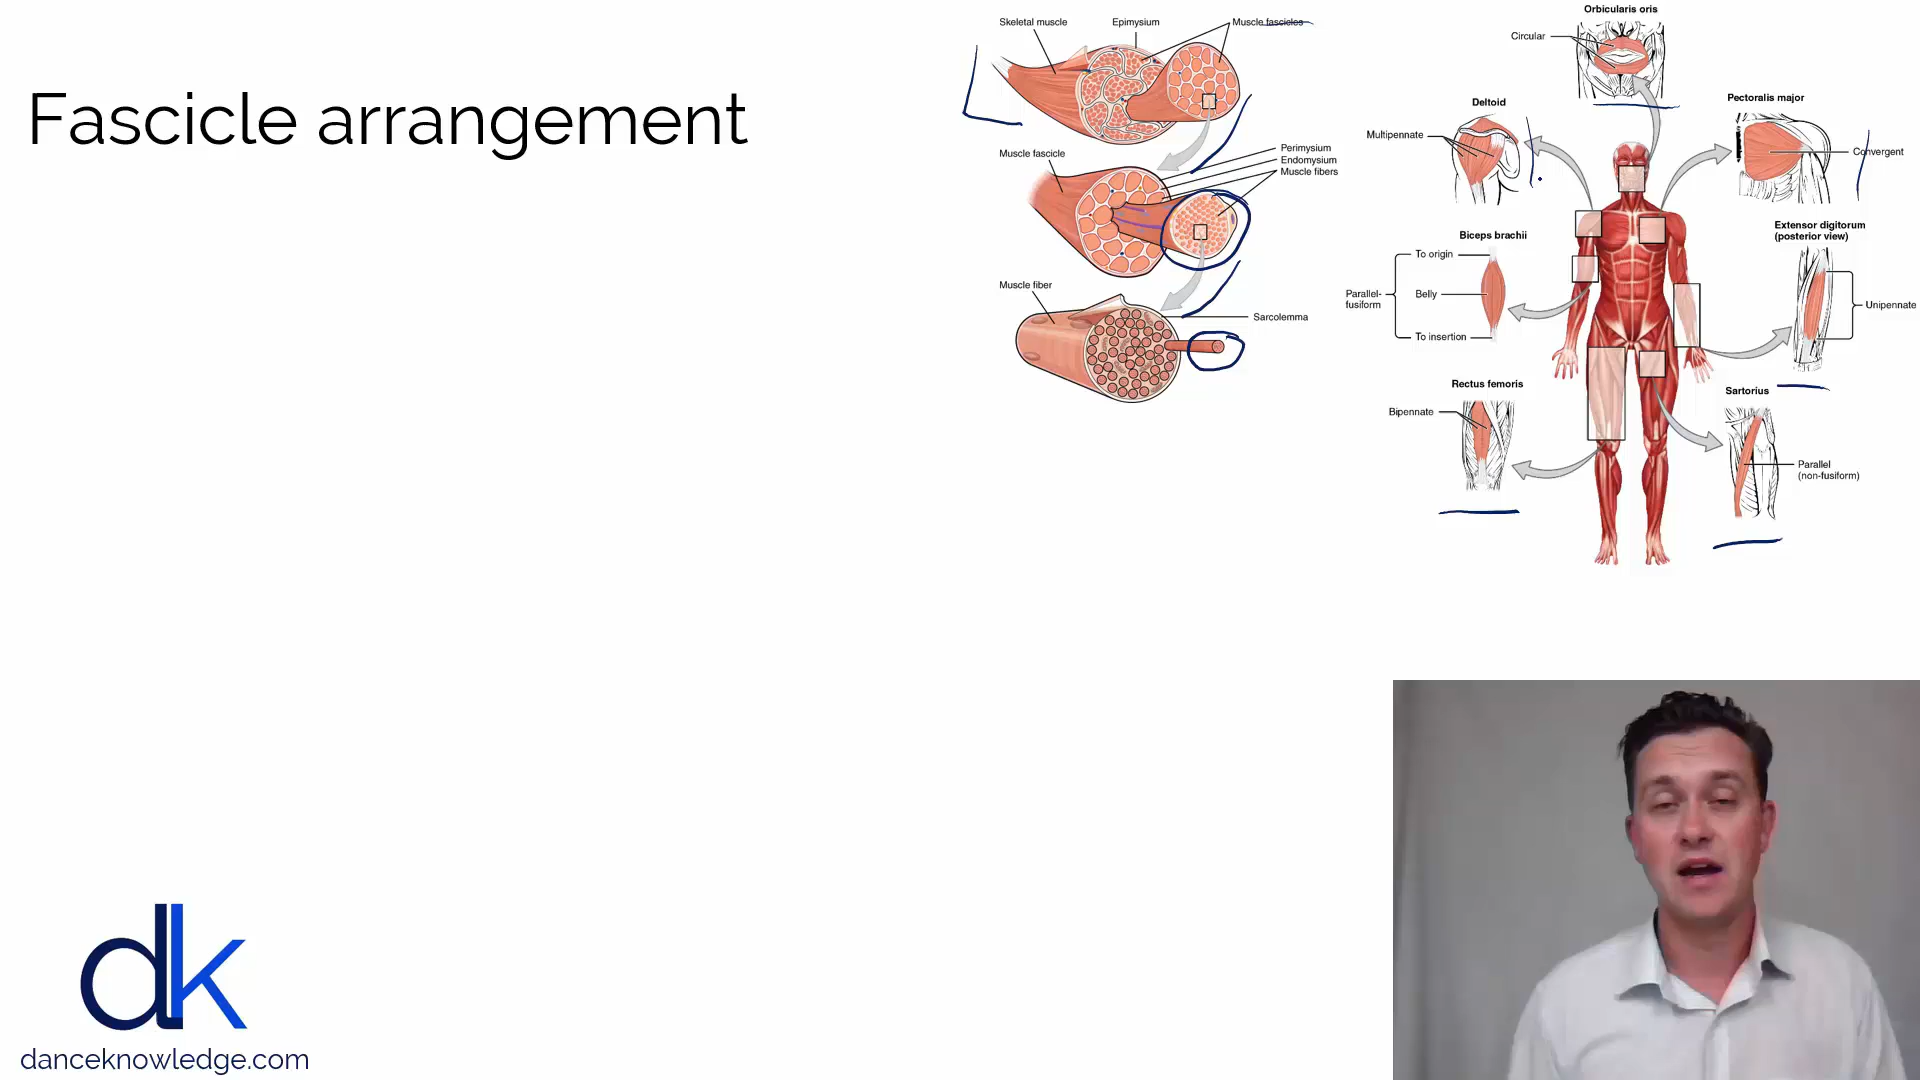 Fascicle arrangement
Skeletal muscle
Epimysium
Muscle fascicles
Muscle fascicle
Perimysium
Endomysium
Muscle fibers
Muscle fiber
Sarcolemma
Orbicularis oris
Circular
Deltoid
Multipennate
Pectoralis major
Convergent
Biceps brachii
To origin
Parallel-
fusiform
Belly
To insertion
Extensor digitorum
(posterior view)
Unipennate
Rectus femoris
Bipennate
Sartorius
Parallel
(non-fusiform)
dk
danceknowledge.com